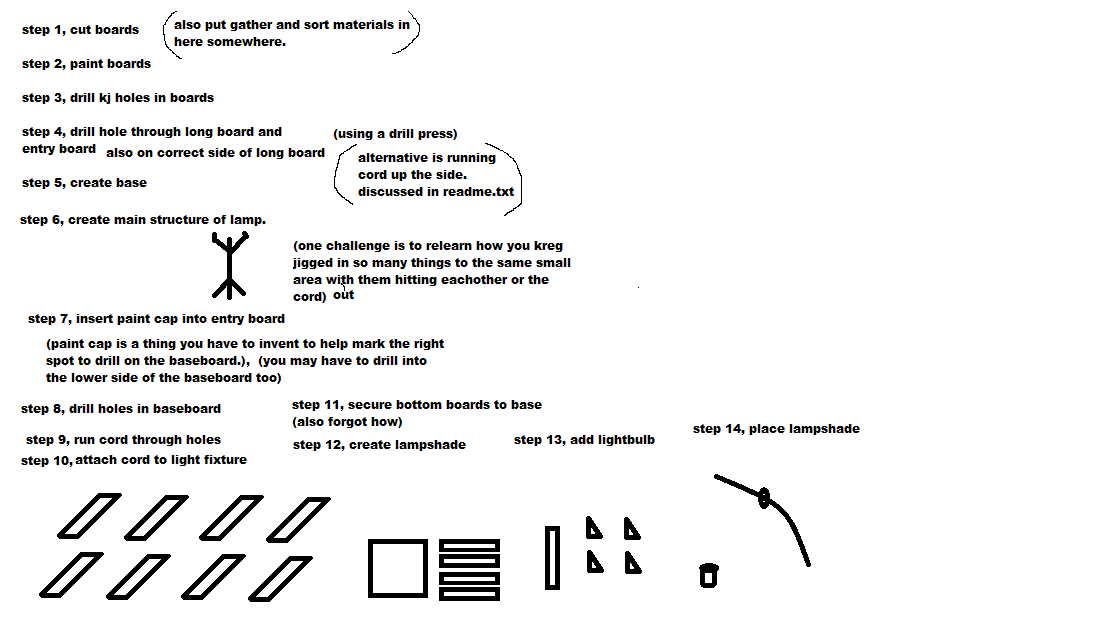 step 1, cut boards
also put gather and sort materials in
here somewhere.
step 2, paint boards
step 3, drill kj holes in boards
step 4, drill hole through long board and
entry board
also on correct side of long board
(using a drill press)
alternative is running
cord up the side.
discussed in readme.txt
step 5, create base
step 6, create main structure of lamp.
(one challenge is to relearn how you kreg
jigged in so many things to the same small
area with them hitting eachother or the
cord)
out
step 7, insert paint cap into entry board
(paint cap is a thing you have to invent to help mark the right
spot to drill on the baseboard.), (you may have to drill into
the lower side of the baseboard too)
step 8, drill holes in baseboard
step 9, run cord through holes
step 10, attach cord to light fixture
step 11, secure bottom boards to base
(also forgot how)
step 12, create lampshade
step 13, add lightbulb
step 14, place lampshade